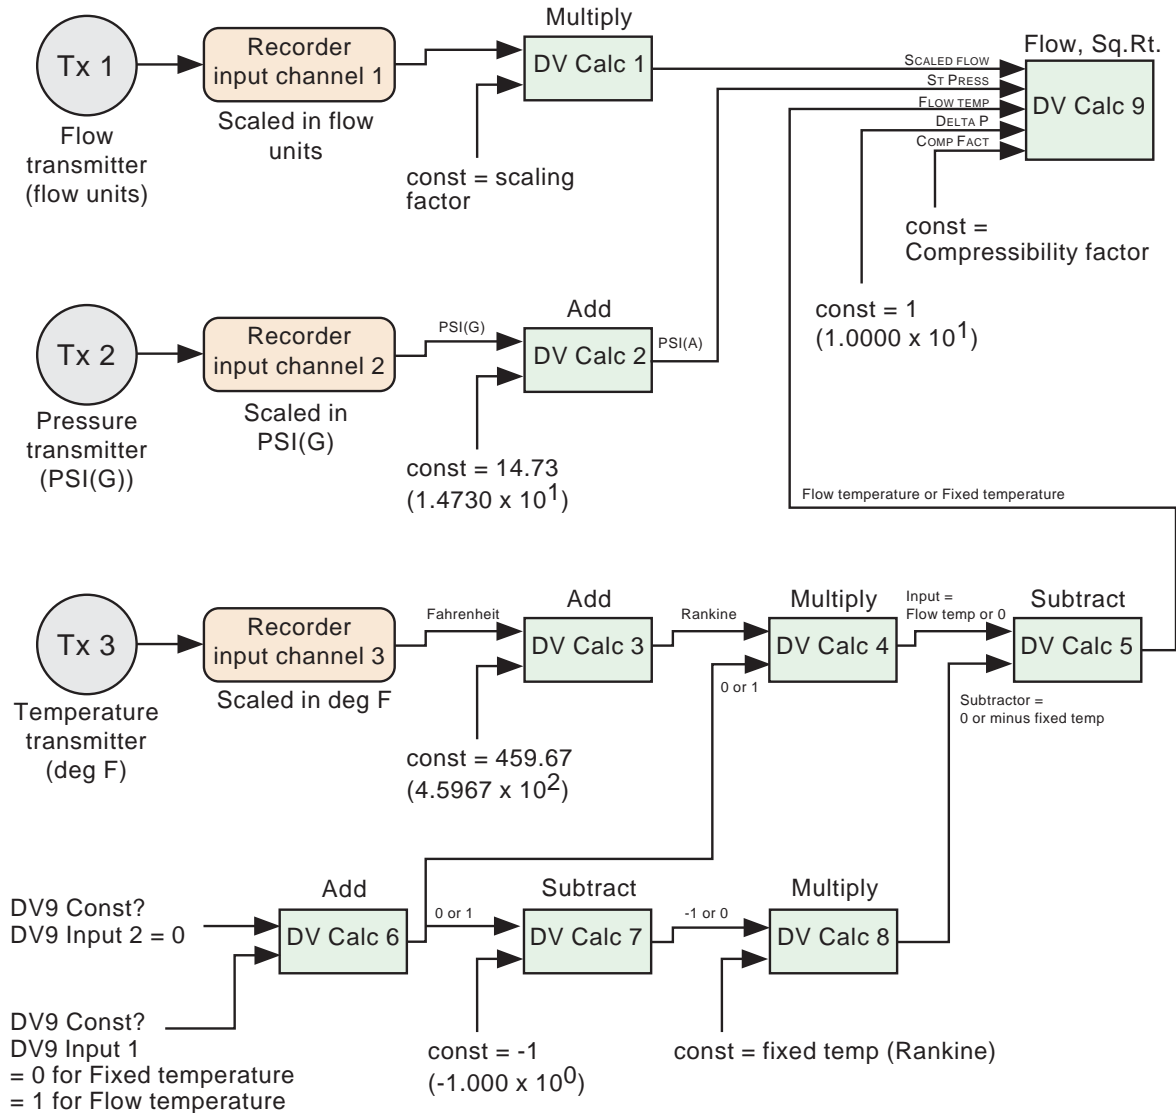 Multiply
Flow, Sq.Rt.
Tx 1
Recorder
input channel 1
DV Calc 1
SCALED FLOW
ST PRESS
FLOW TEMP
DELTA P
COMP FACT
DV Calc 9
Flow
transmitter
(flow units)
Scaled in flow
units
const = scaling
factor
const =
Compressibility factor
const = 1
(1.0000 x 10^1)
Add
Tx 2
Recorder
input channel 2
PSI(G)
DV Calc 2
PSI(A)
Pressure
transmitter
(PSI(G))
Scaled in
PSI(G)
const = 14.73
(1.4730 x 10^1)
Flow temperature or Fixed temperature
Add
Multiply
Subtract
Tx 3
Recorder
input channel 3
Fahrenheit
DV Calc 3
Rankine
DV Calc 4
Input =
Flow temp or 0
DV Calc 5
0 or 1
Subtractor =
0 or minus fixed temp
Temperature
transmitter
(deg F)
Scaled in deg F
const = 459.67
(4.5967 x 10^2)
Add
Subtract
Multiply
DV9 Const?
DV9 Input 2 = 0
DV Calc 6
0 or 1
DV Calc 7
-1 or 0
DV Calc 8
DV9 Const?
DV9 Input 1
= 0 for Fixed temperature
= 1 for Flow temperature
const = -1
(-1.000 x 10^0)
const = fixed temp (Rankine)